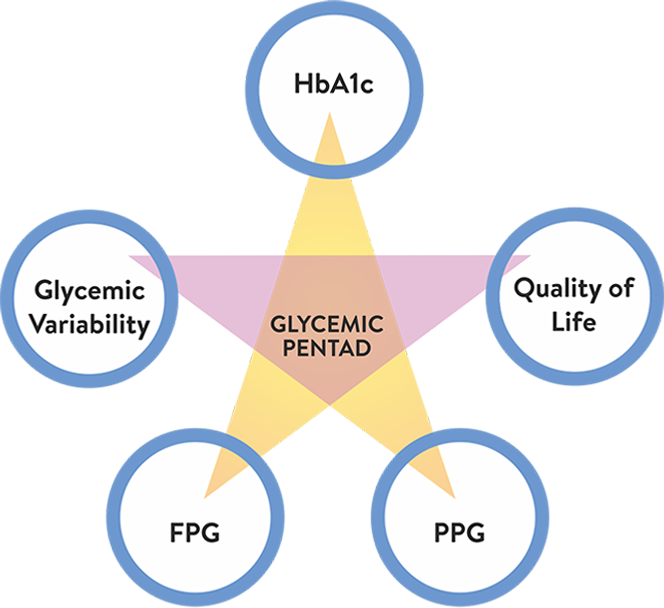 HbA1c
Glycemic
Variability
Quality of
Life
GLYCEMIC
PENTAD
FPG
PPG